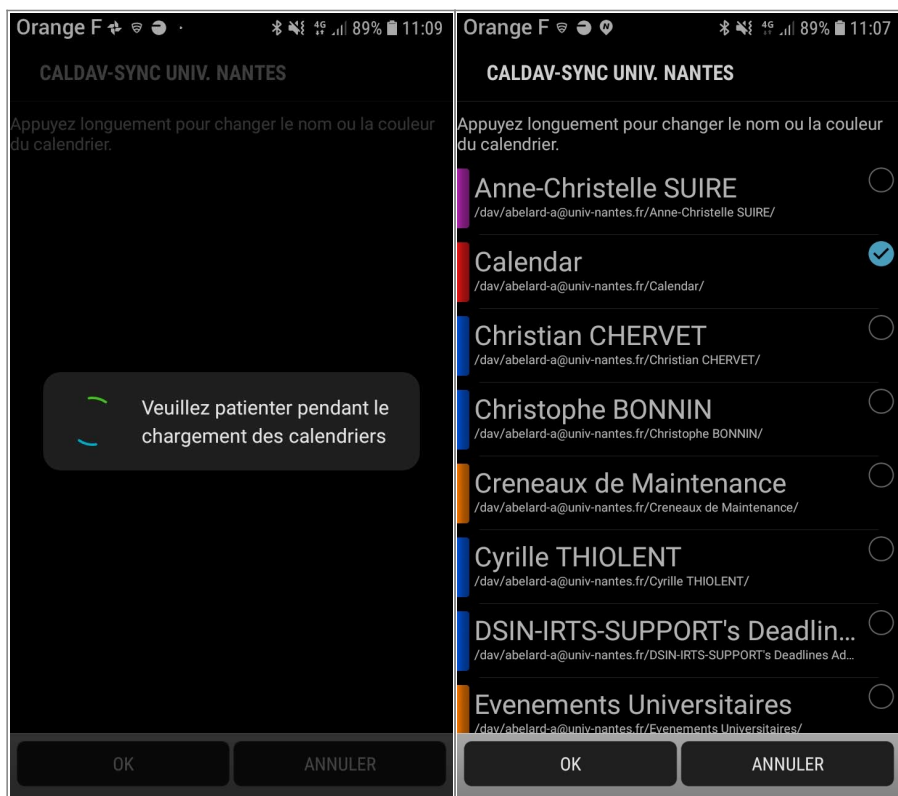 Orange F 4G 89% 11:09
CALDAV-SYNC UNIV. NANTES
Appuyez longuement pour changer le nom ou la couleur
du calendrier.
Veuillez patienter pendant le
chargement des calendriers
OK ANNULER
Orange F 4G 89% 11:07
CALDAV-SYNC UNIV. NANTES
Appuyez longuement pour changer le nom ou la couleur
du calendrier.
Anne-Christelle SUIRE
/dav/abelard-a@univ-nantes.fr/Anne-Christelle SUIRE/
Calendar
/dav/abelard-a@univ-nantes.fr/Calendar/
Christian CHERVET
/dav/abelard-a@univ-nantes.fr/Christian CHERVET/
Christophe BONNIN
/dav/abelard-a@univ-nantes.fr/Christophe BONNIN/
Creneaux de Maintenance
/dav/abelard-a@univ-nantes.fr/Creneaux de Maintenance/
Cyrille THIOLENT
/dav/abelard-a@univ-nantes.fr/Cyrille THIOLENT/
DSIN-IRTS-SUPPORT's Deadlin...
/dav/abelard-a@univ-nantes.fr/DSIN-IRTS-SUPPORT's Deadlines Ad...
Evenements Universitaires
/dav/abelard-a@univ-nantes.fr/Evenements Universitaires/
OK ANNULER